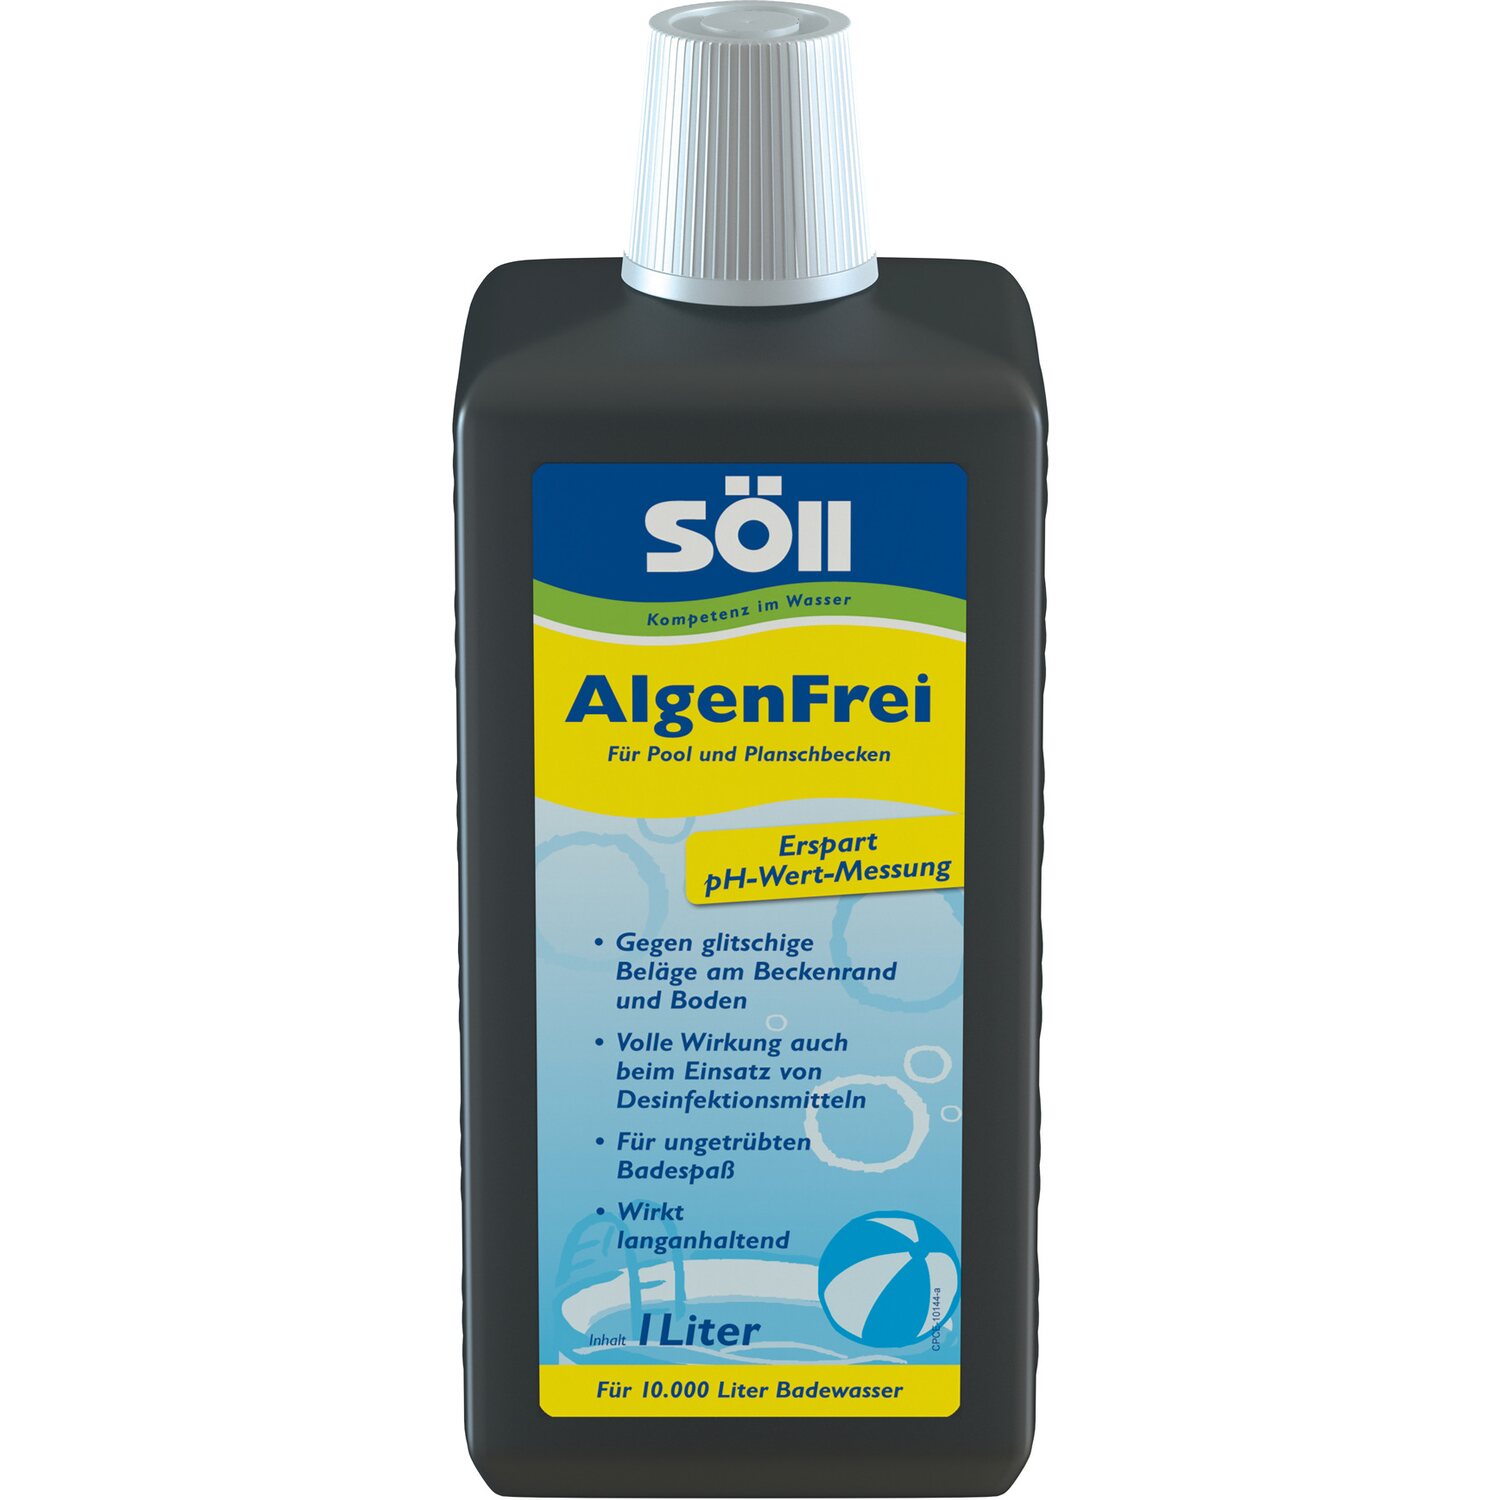 söll
Kompetenz im Wasser
AlgenFrei
Für Pool und Planschbecken
Erspart
pH-Wert-Messung
• Gegen glitschige
Beläge am Beckenrand
und Boden
• Volle Wirkung auch
beim Einsatz von
Desinfektionsmitteln
• Für ungetrübten
Badespaß
• Wirkt
langanhaltend
Inhalt 1 Liter
CPCE-10144-a
Für 10.000 Liter Badewasser